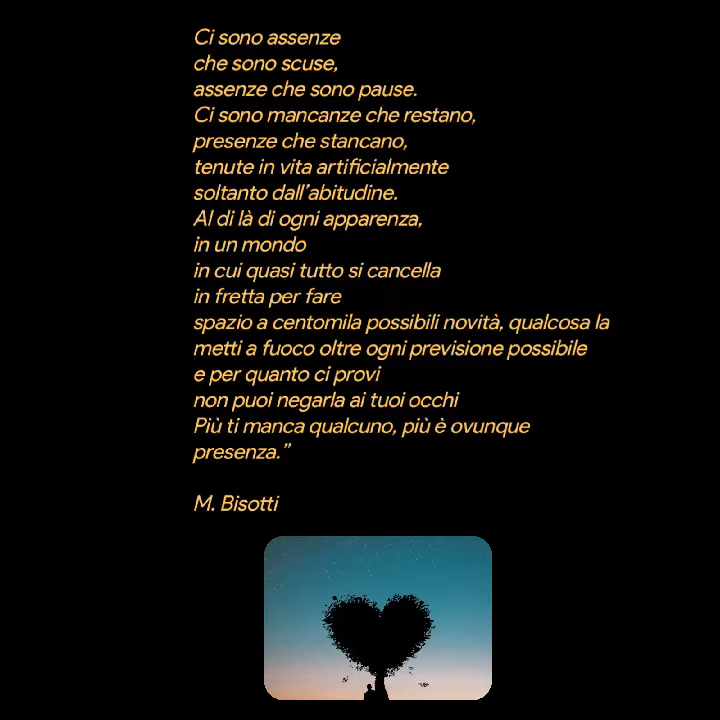 Ci sono assenze
che sono scuse,
assenze che sono pause.
Ci sono mancanze che restano,
presenze che stancano,
tenute in vita artificialmente
soltanto dall’abitudine.
Al di là di ogni apparenza,
in un mondo
in cui quasi tutto si cancella
in fretta per fare
spazio a centomila possibili novità, qualcosa la
metti a fuoco oltre ogni previsione possibile
e per quanto ci provi
non puoi negarla ai tuoi occhi
Più ti manca qualcuno, più è ovunque
presenza.”
M. Bisotti